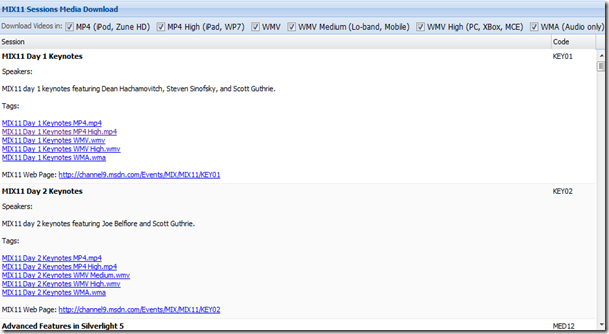 MIX11 Sessions Media Download
Download Videos in: MP4 (iPod, Zune HD) MP4 High (iPad, WP7) WMV WMV Medium (Lo-band, Mobile) WMV High (PC, XBox, MCE) WMA (Audio only)
Session Code
MIX11 Day 1 Keynotes KEY01
Speakers:
MIX11 day 1 keynotes featuring Dean Hachamovitch, Steven Sinofsky, and Scott Guthrie.
Tags:
MIX11 Day 1 Keynotes MP4.mp4
MIX11 Day 1 Keynotes MP4 High.mp4
MIX11 Day 1 Keynotes WMV.wmv
MIX11 Day 1 Keynotes WMV High.wmv
MIX11 Day 1 Keynotes WMA.wma
MIX11 Web Page: http://channel9.msdn.com/Events/MIX/MIX11/KEY01
MIX11 Day 2 Keynotes KEY02
Speakers:
MIX11 day 2 keynotes featuring Joe Belfiore and Scott Guthrie.
Tags:
MIX11 Day 2 Keynotes MP4.mp4
MIX11 Day 2 Keynotes MP4 High.mp4
MIX11 Day 2 Keynotes WMV Medium.wmv
MIX11 Day 2 Keynotes WMV High.wmv
MIX11 Day 2 Keynotes WMA.wma
MIX11 Web Page: http://channel9.msdn.com/Events/MIX/MIX11/KEY02
Advanced Features in Silverlight 5 MED12